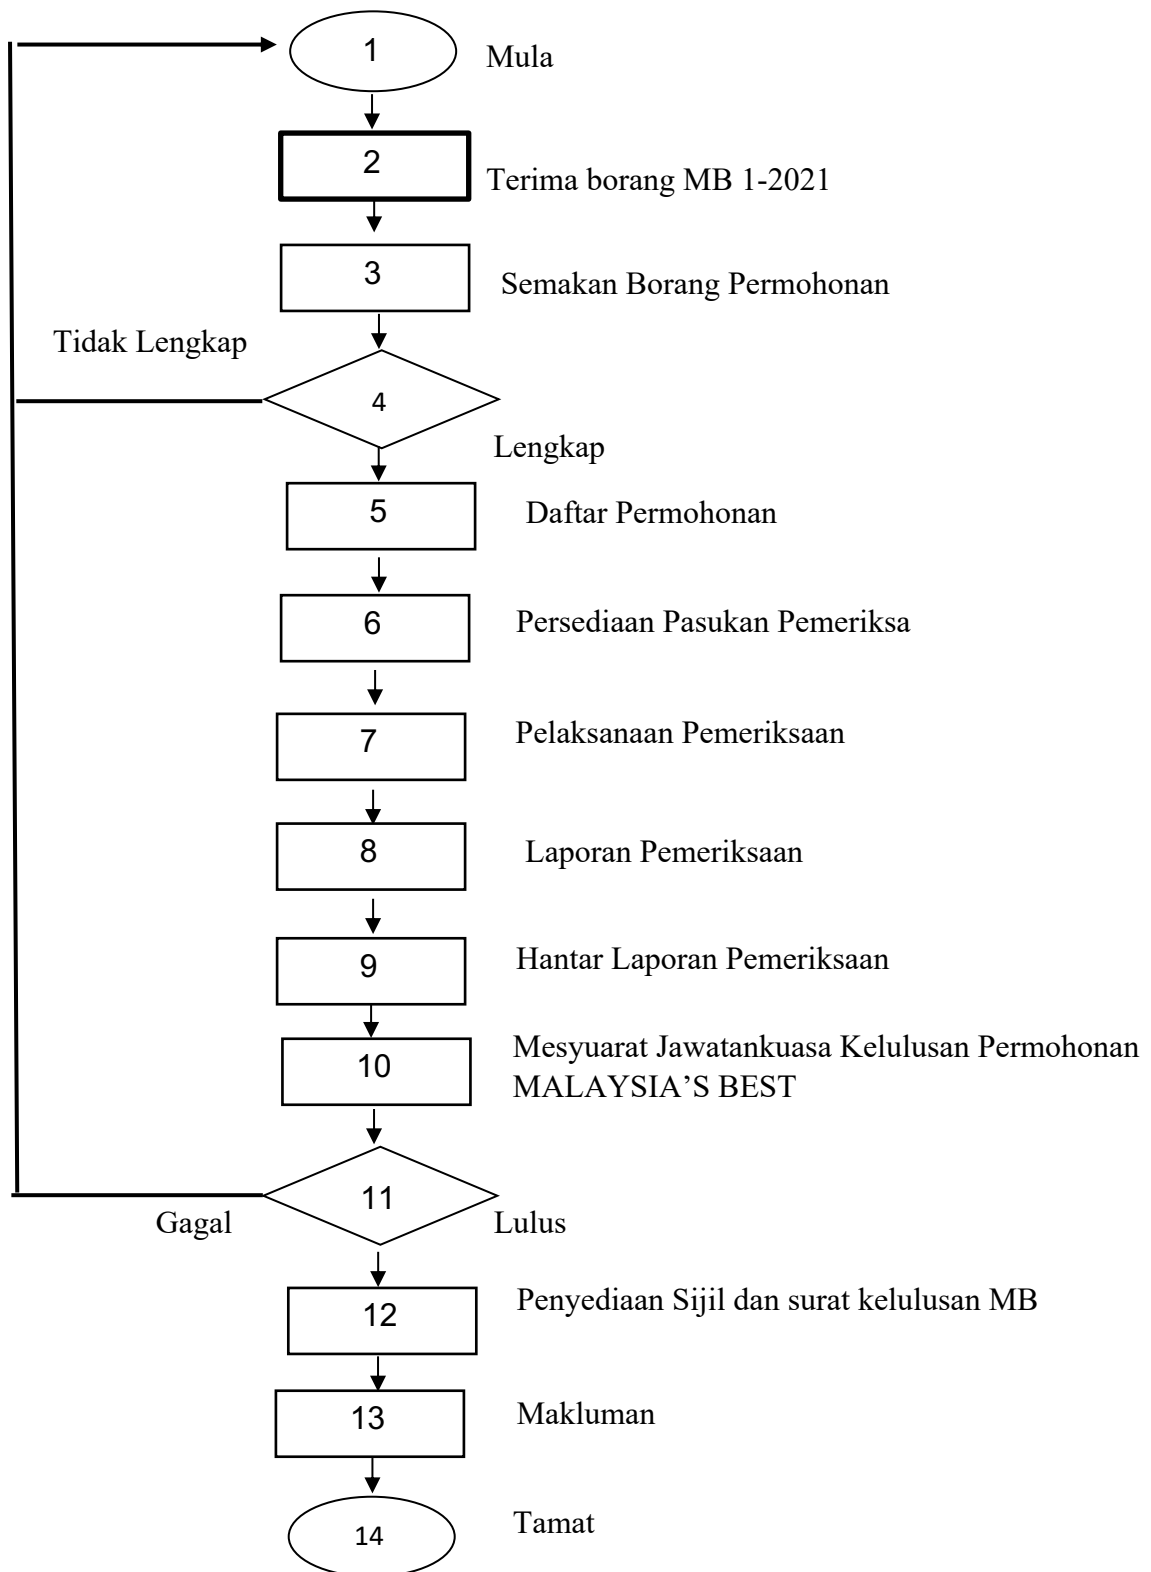 1
Mula
2
Terima borang MB 1-2021
3
Semakan Borang Permohonan
Tidak Lengkap
4
Lengkap
5
Daftar Permohonan
6
Persediaan Pasukan Pemeriksa
7
Pelaksanaan Pemeriksaan
8
Laporan Pemeriksaan
9
Hantar Laporan Pemeriksaan
10
Mesyuarat Jawatankuasa Kelulusan Permohonan
MALAYSIA’S BEST
11
Gagal
Lulus
12
Penyediaan Sijil dan surat kelulusan MB
13
Makluman
14
Tamat